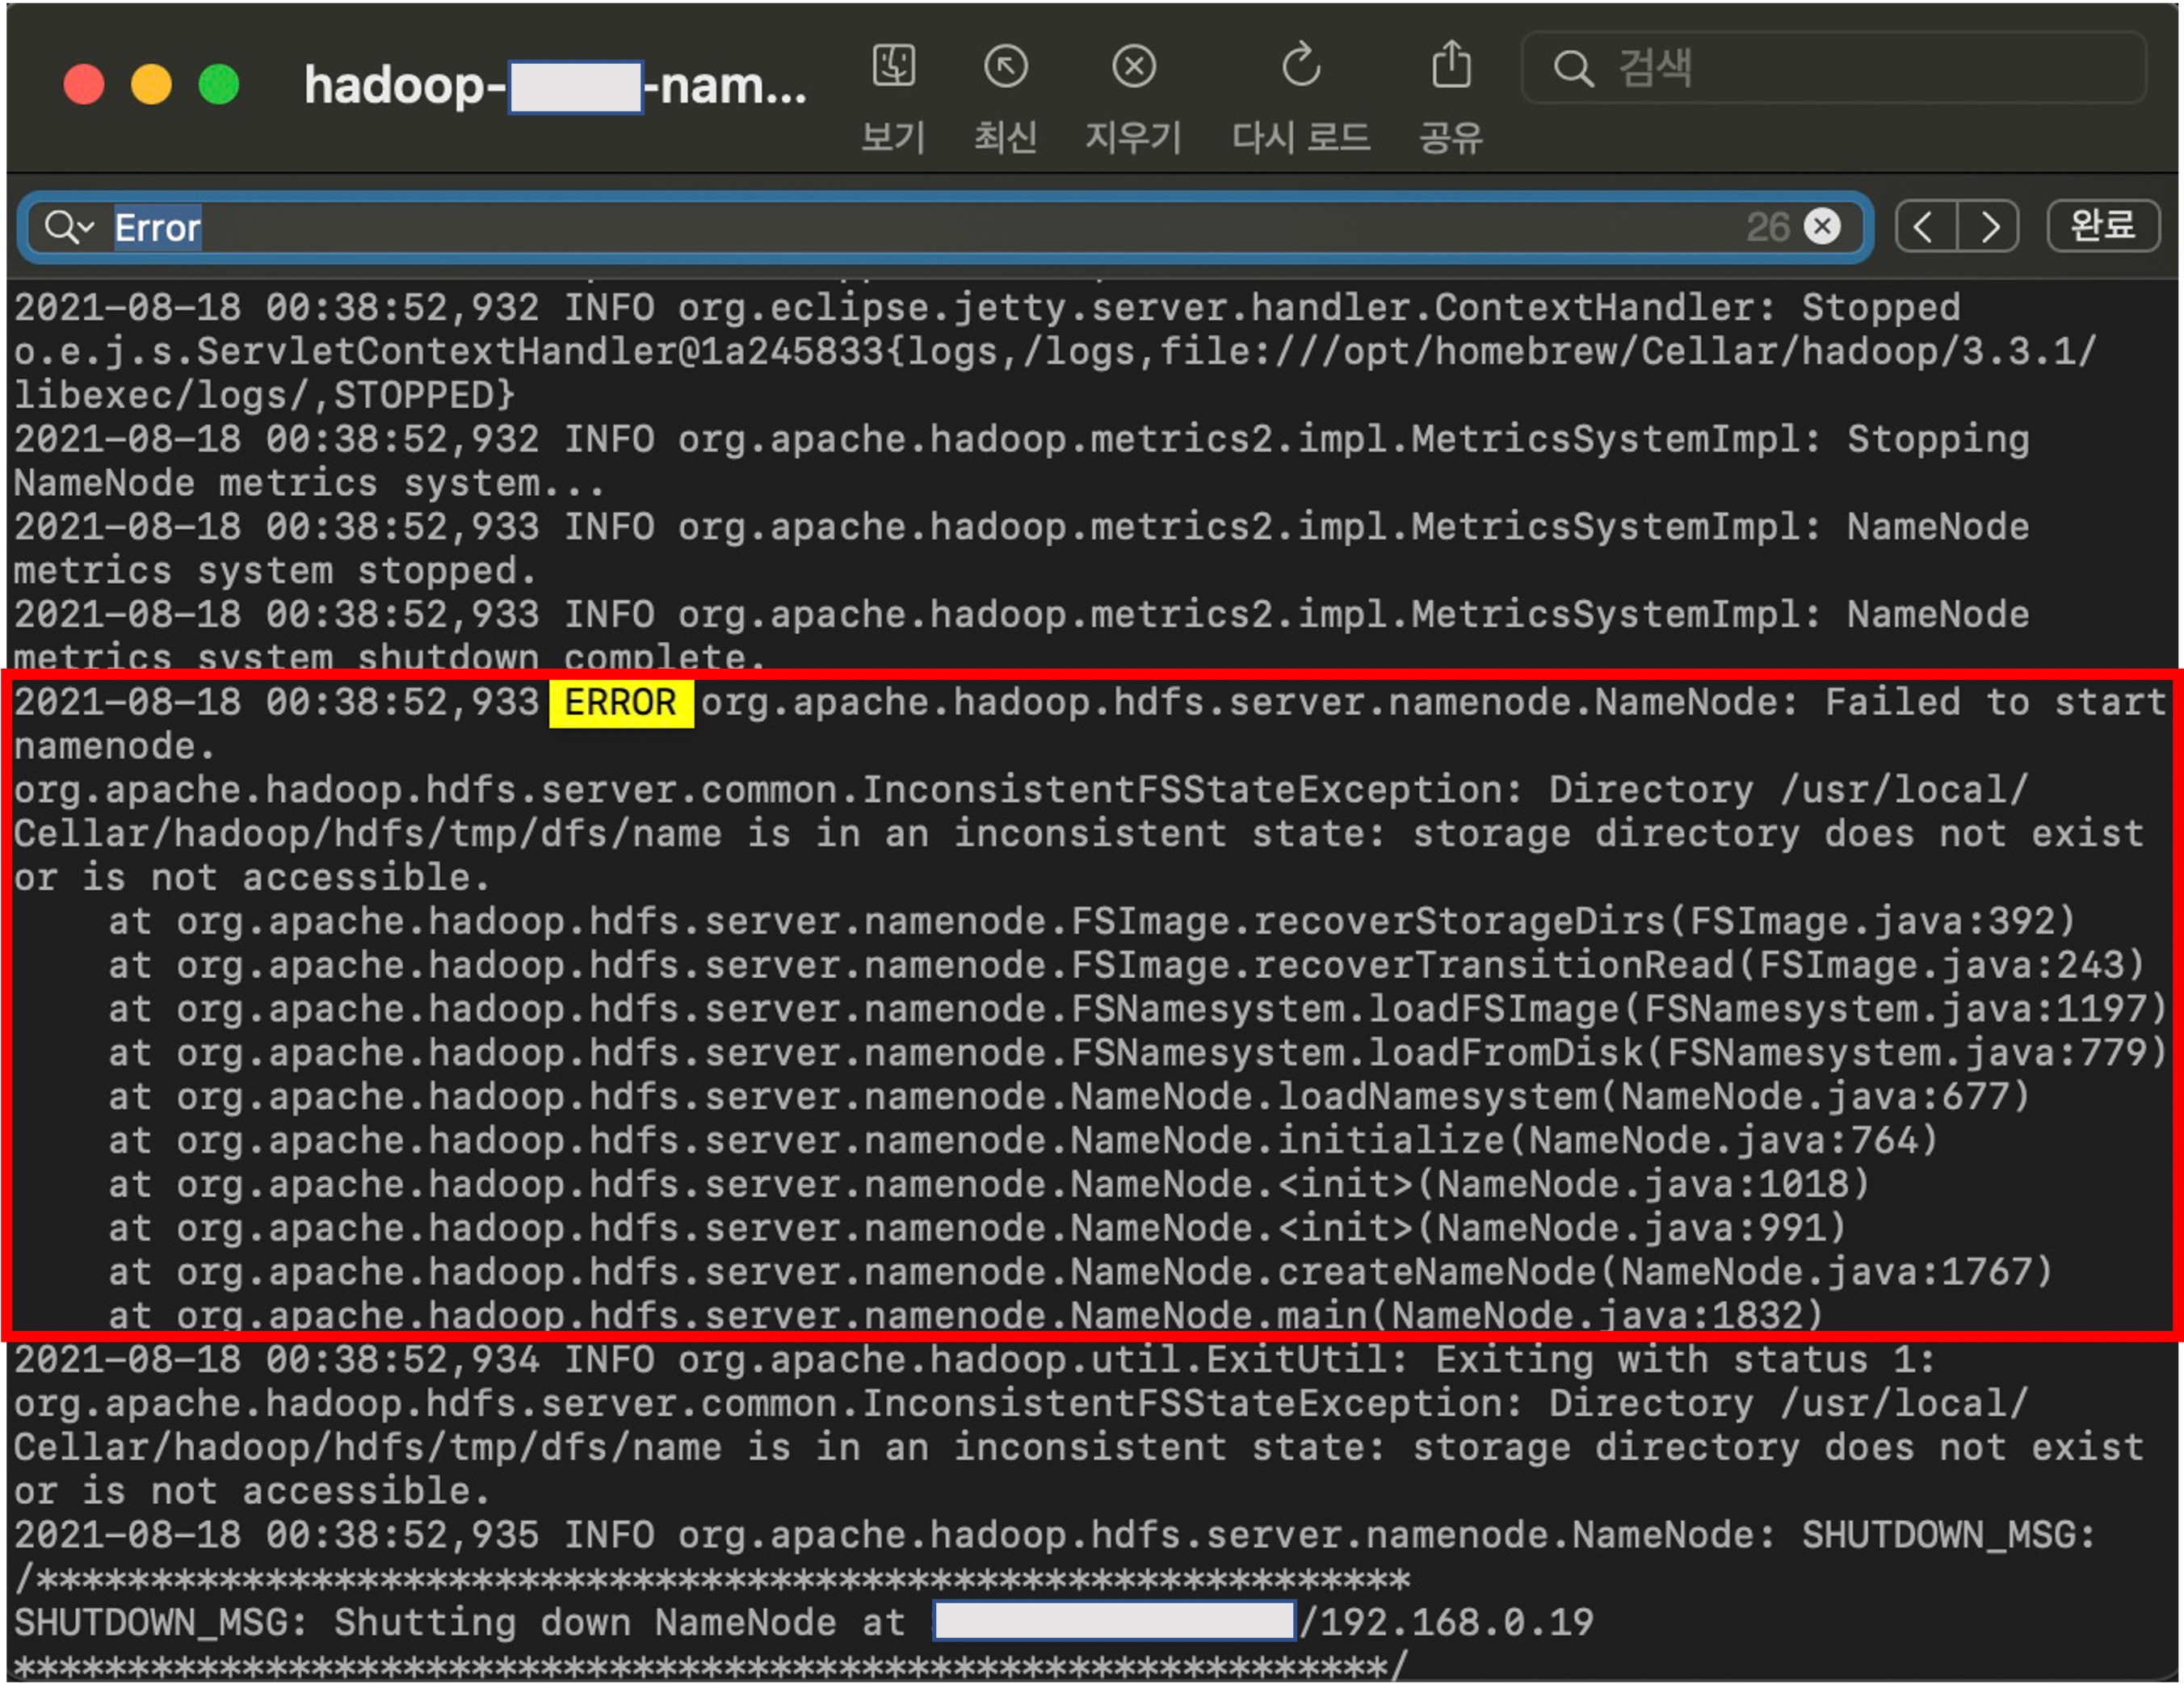 hadoop-
-nam...
검색
보기
최신
지우기
다시 로드
공유
Error
26
완료
2021-08-18 00:38:52,932 INFO org.eclipse.jetty.server.handler.ContextHandler: Stopped
o.e.j.s.ServletContextHandler@1a245833{logs,/logs,file:///opt/homebrew/Cellar/hadoop/3.3.1/
libexec/logs/,STOPPED}
2021-08-18 00:38:52,932 INFO org.apache.hadoop.metrics2.impl.MetricsSystemImpl: Stopping
NameNode metrics system...
2021-08-18 00:38:52,933 INFO org.apache.hadoop.metrics2.impl.MetricsSystemImpl: NameNode
metrics system stopped.
2021-08-18 00:38:52,933 INFO org.apache.hadoop.metrics2.impl.MetricsSystemImpl: NameNode
metrics system shutdown complete.
2021-08-18 00:38:52,933 ERROR org.apache.hadoop.hdfs.server.namenode.NameNode: Failed to start
namenode.
org.apache.hadoop.hdfs.server.common.InconsistentFSStateException: Directory /usr/local/
Cellar/hadoop/hdfs/tmp/dfs/name is in an inconsistent state: storage directory does not exist
or is not accessible.
at org.apache.hadoop.hdfs.server.namenode.FSImage.recoverStorageDirs(FSImage.java:392)
at org.apache.hadoop.hdfs.server.namenode.FSImage.recoverTransitionRead(FSImage.java:243)
at org.apache.hadoop.hdfs.server.namenode.FSNamesystem.loadFSImage(FSNamesystem.java:1197)
at org.apache.hadoop.hdfs.server.namenode.FSNamesystem.loadFromDisk(FSNamesystem.java:779)
at org.apache.hadoop.hdfs.server.namenode.NameNode.loadNamesystem(NameNode.java:677)
at org.apache.hadoop.hdfs.server.namenode.NameNode.initialize(NameNode.java:764)
at org.apache.hadoop.hdfs.server.namenode.NameNode.<init>(NameNode.java:1018)
at org.apache.hadoop.hdfs.server.namenode.NameNode.<init>(NameNode.java:991)
at org.apache.hadoop.hdfs.server.namenode.NameNode.createNameNode(NameNode.java:1767)
at org.apache.hadoop.hdfs.server.namenode.NameNode.main(NameNode.java:1832)
2021-08-18 00:38:52,934 INFO org.apache.hadoop.util.ExitUtil: Exiting with status 1:
org.apache.hadoop.hdfs.server.common.InconsistentFSStateException: Directory /usr/local/
Cellar/hadoop/hdfs/tmp/dfs/name is in an inconsistent state: storage directory does not exist
or is not accessible.
2021-08-18 00:38:52,935 INFO org.apache.hadoop.hdfs.server.namenode.NameNode: SHUTDOWN_MSG:
/************************************************************
SHUTDOWN_MSG: Shutting down NameNode at /192.168.0.19
************************************************************/